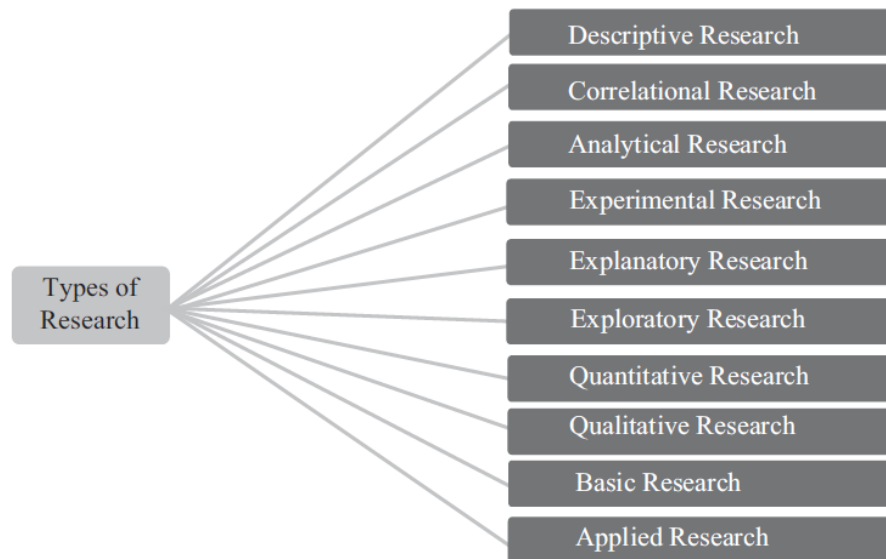 Types of
Research
Descriptive Research
Correlational Research
Analytical Research
Experimental Research
Explanatory Research
Exploratory Research
Quantitative Research
Qualitative Research
Basic Research
Applied Research